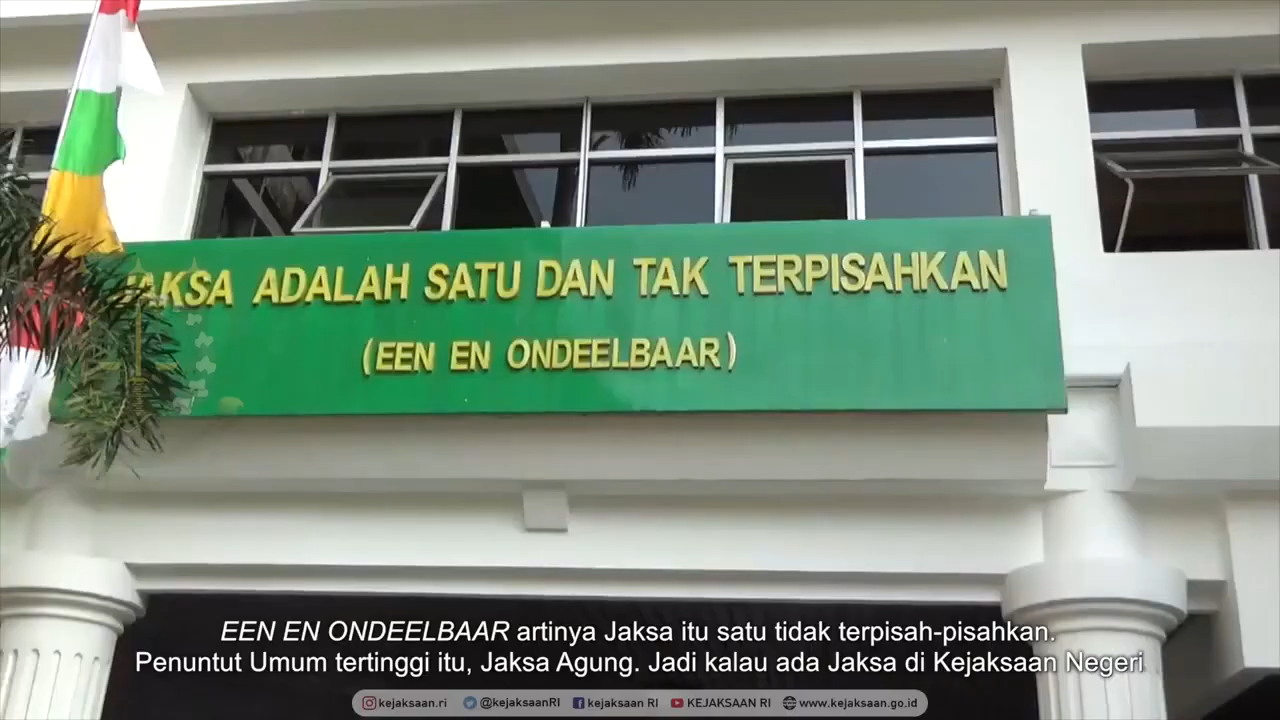 JAKSA ADALAH SATU DAN TAK TERPISAHKAN
(EEN EN ONDEELBAAR)
EEN EN ONDEELBAAR artinya Jaksa itu satu tidak terpisah-pisahkan.
Penuntut Umum tertinggi itu, Jaksa Agung. Jadi kalau ada Jaksa di Kejaksaan Negeri
kejaksaan.ri @kejaksaanRI kejaksaan RI KEJAKSAAN RI www.kejaksaan.go.id